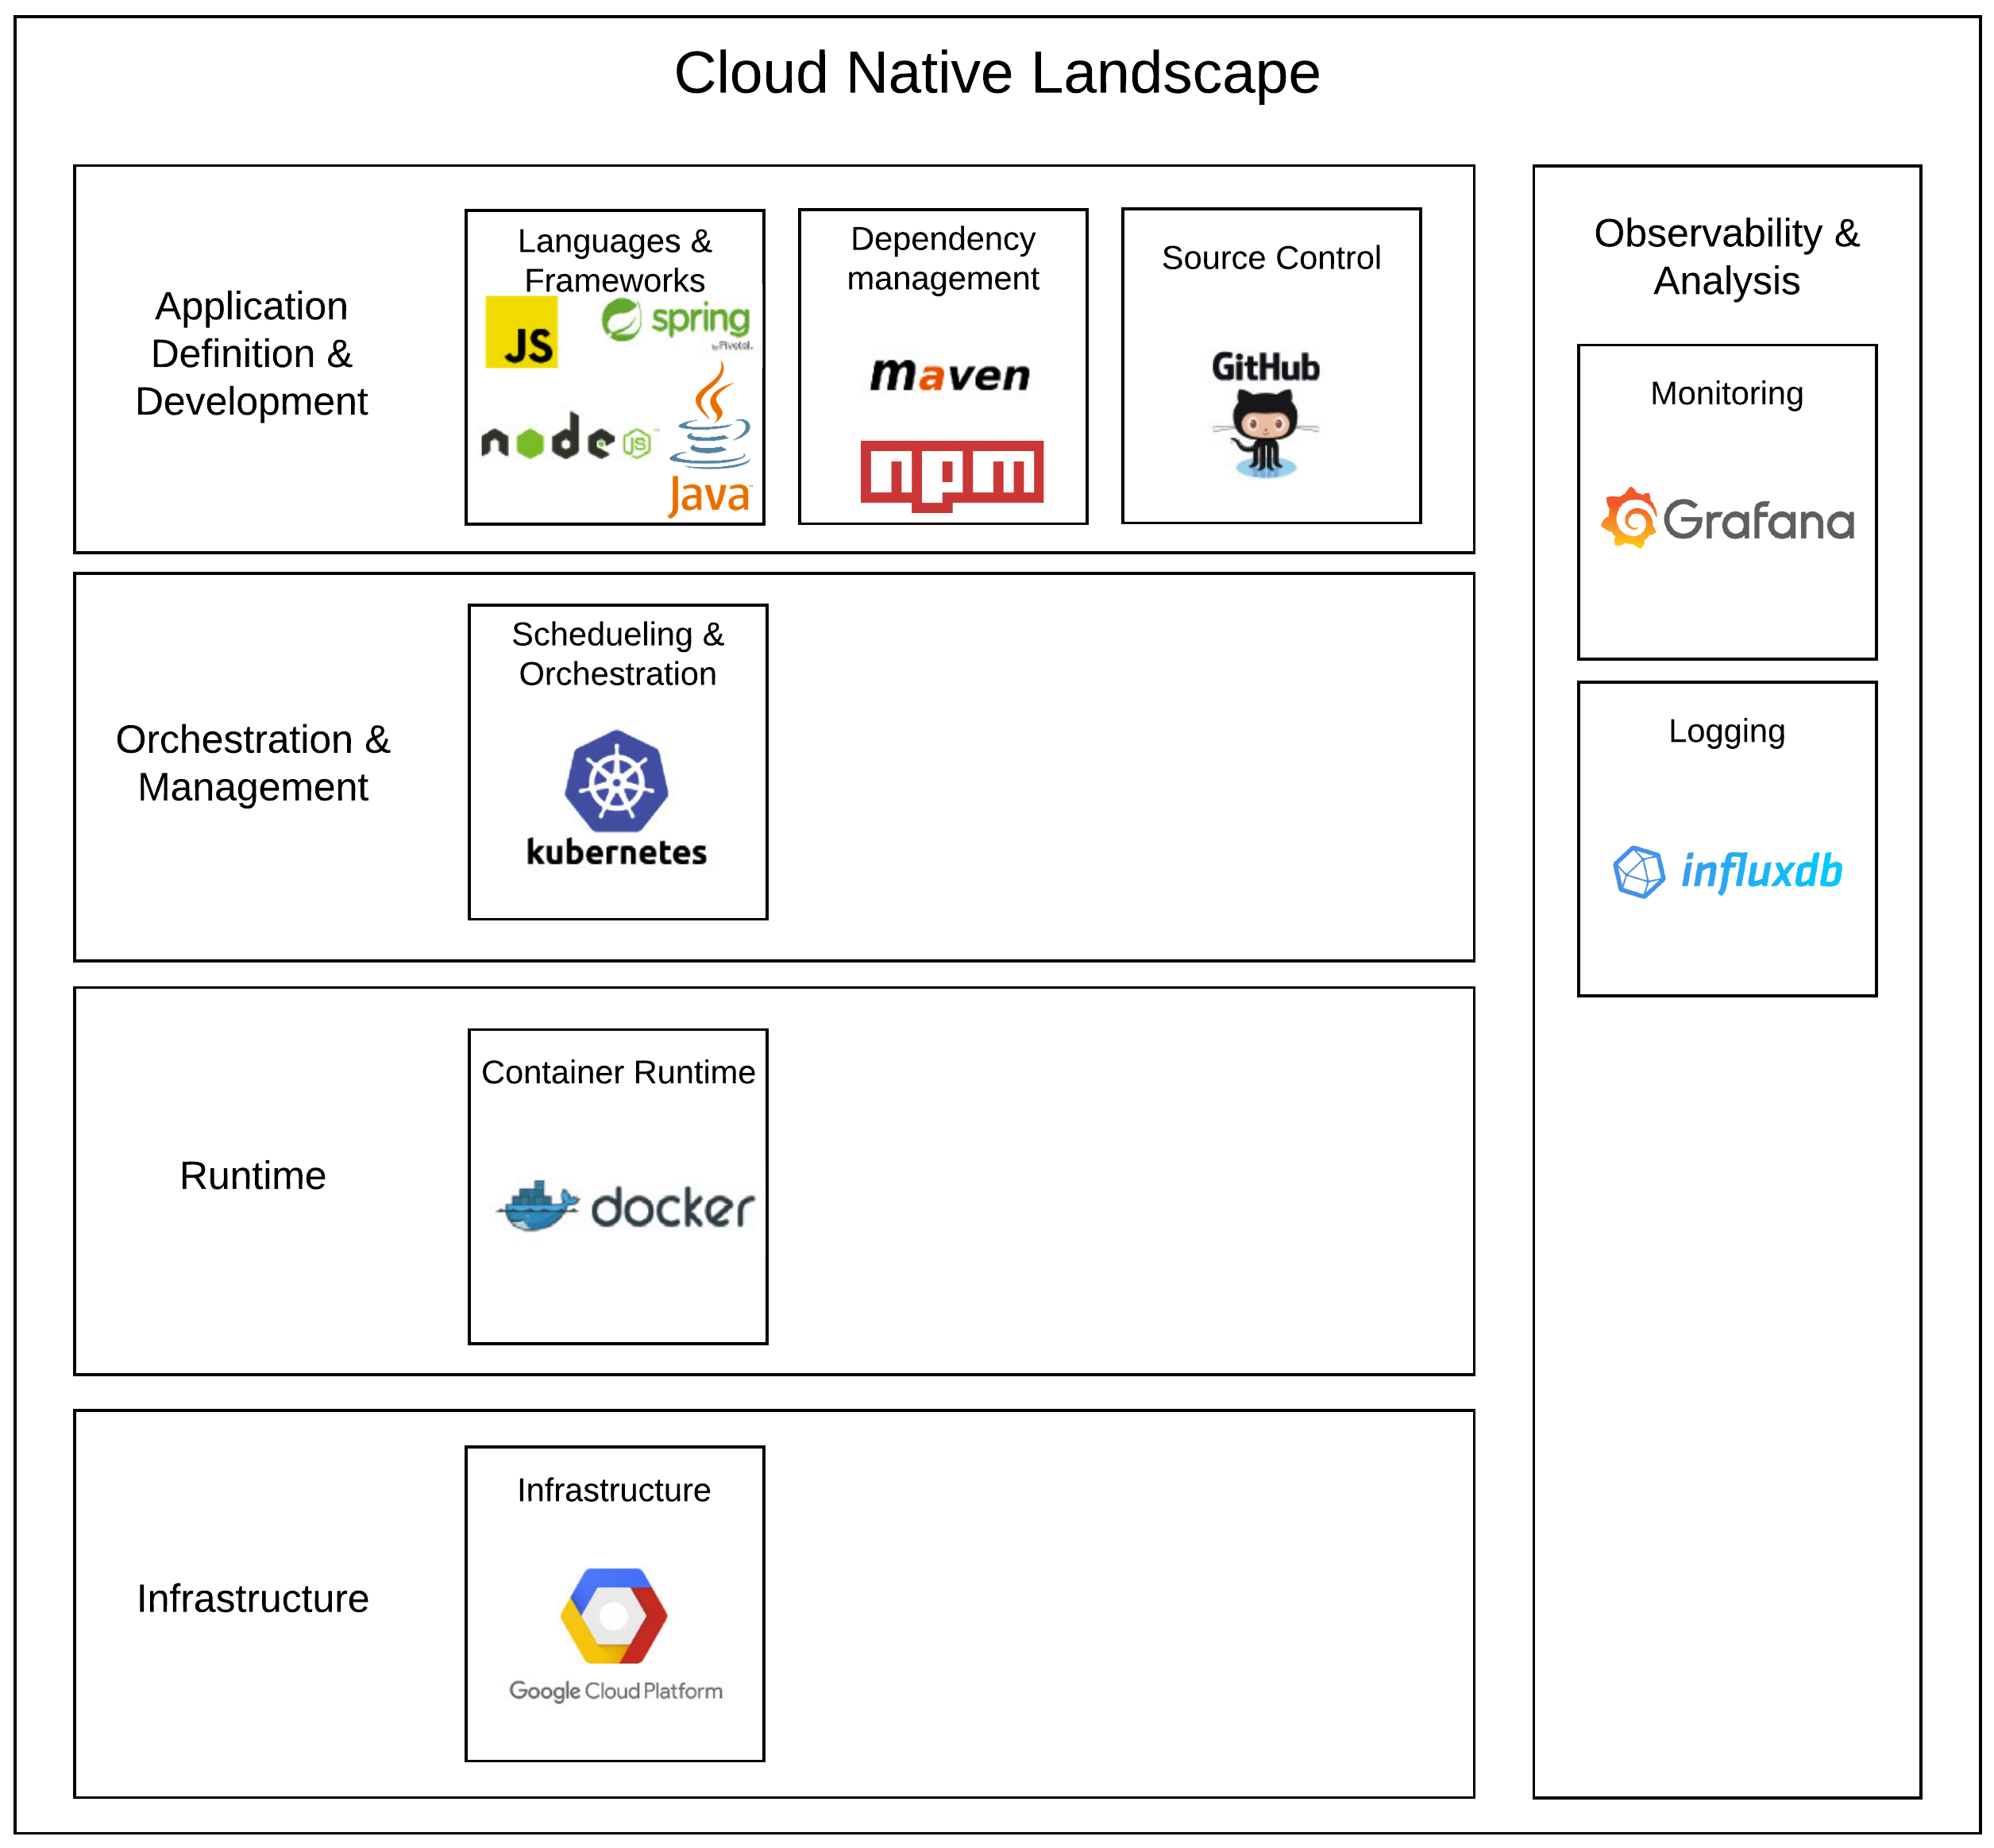 Cloud Native Landscape
Application
Definition &
Development
Languages &
Frameworks
JS
spring
by Pivotal.
node
JS
Java
Dependency
management
maven
npm
Source Control
GitHub
Orchestration &
Management
Schedueling &
Orchestration
kubernetes
Runtime
Container Runtime
docker
Infrastructure
Infrastructure
Google Cloud Platform
Observability &
Analysis
Monitoring
Grafana
Logging
influxdb